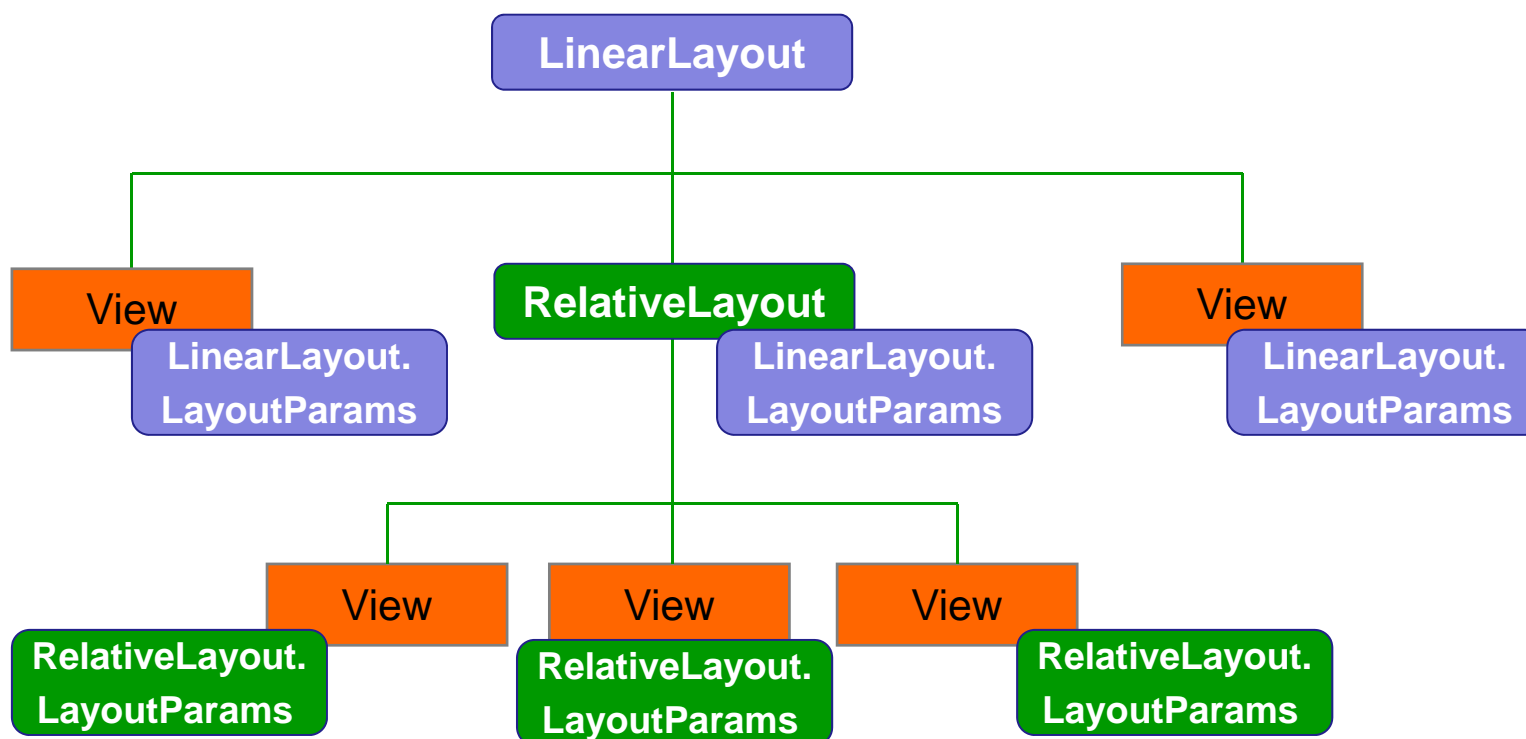 LinearLayout
View
RelativeLayout
View
LinearLayout.
LayoutParams
LinearLayout.
LayoutParams
LinearLayout.
LayoutParams
View
View
View
RelativeLayout.
LayoutParams
RelativeLayout.
LayoutParams
RelativeLayout.
LayoutParams